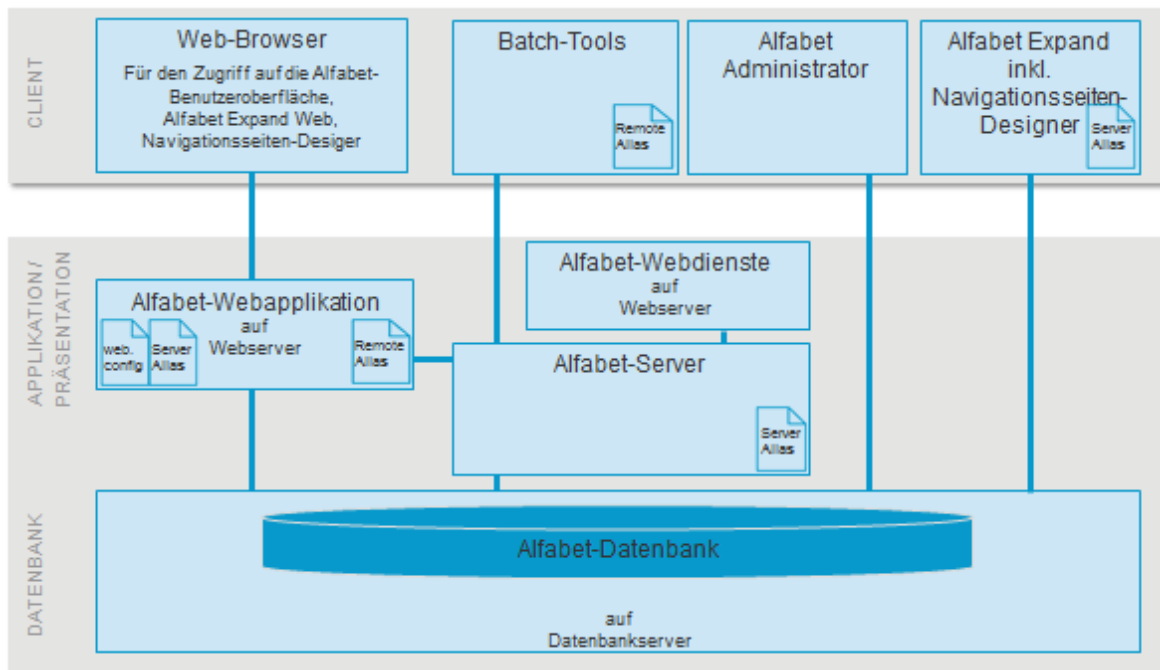 CLIENT
Web-Browser
Für den Zugriff auf die Alfabet-
Benutzeroberfläche,
Alfabet Expand Web,
Navigationsseiten-Desiger
Batch-Tools
Remote
Alias
Alfabet
Administrator
Alfabet Expand
inkl.
Navigationsseiten-
Designer
Server
Alias
APPLIKATION/
PRÄSENTATION
Alfabet-Webapplikation
auf
Webserver
web.
config
Server
Alias
Remote
Alias
Alfabet-Webdienste
auf
Webserver
Alfabet-Server
Server
Alias
DATENBANK
Alfabet-Datenbank
auf
Datenbankserver